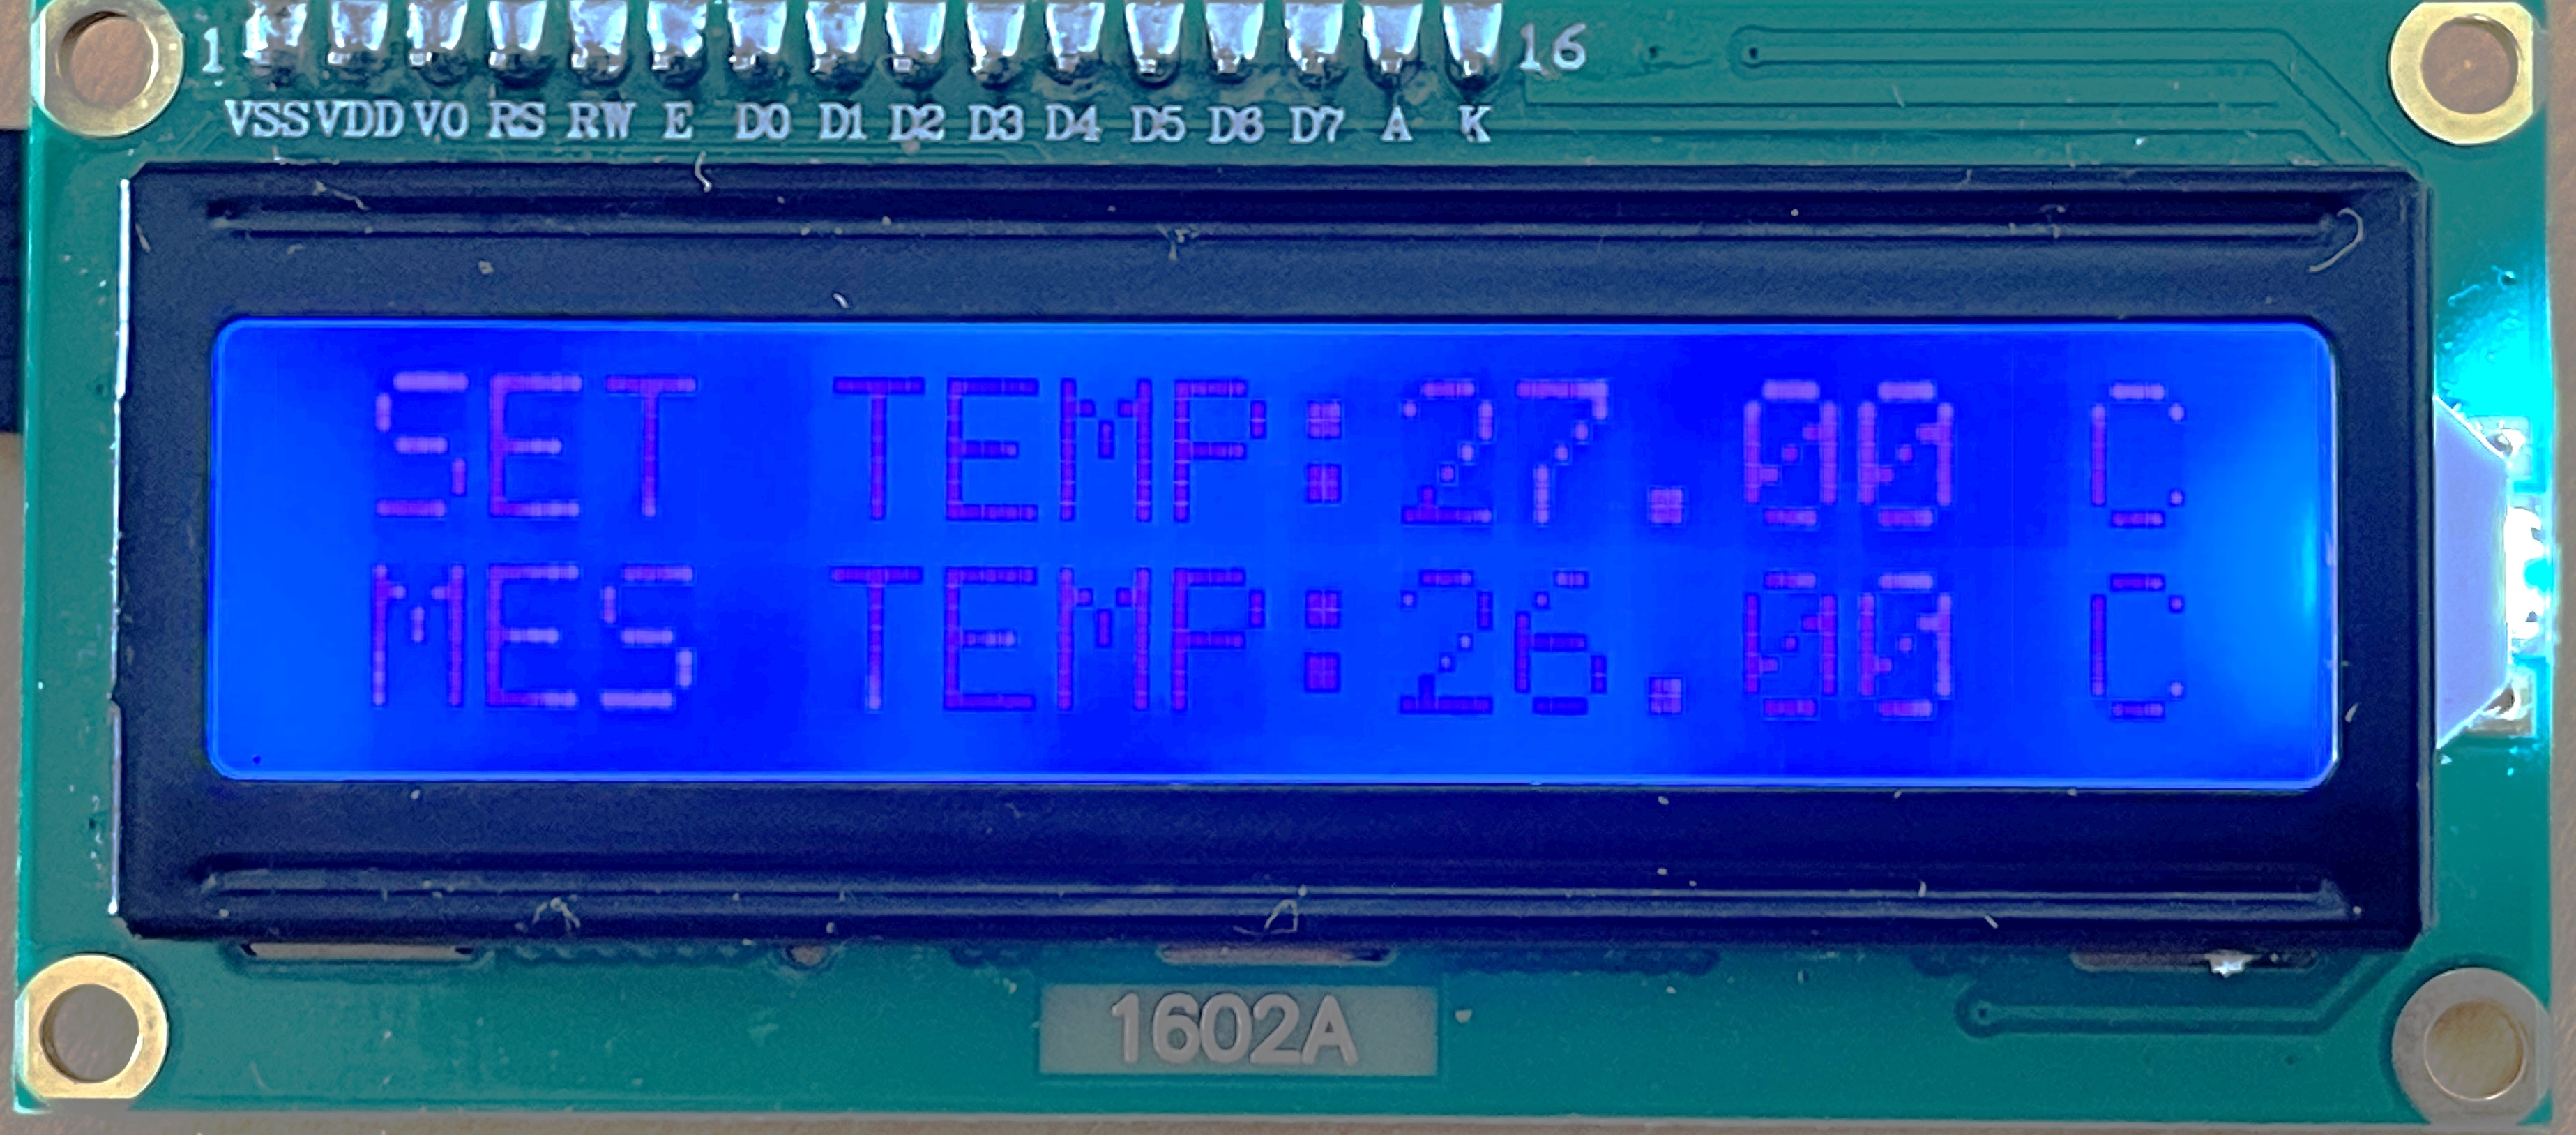 1 16
VSS VDD V0 RS RW E D0 D1 D2 D3 D4 D5 D6 D7 A K
SET TEMP:27.00 C
MES TEMP:26.00 C
1602A